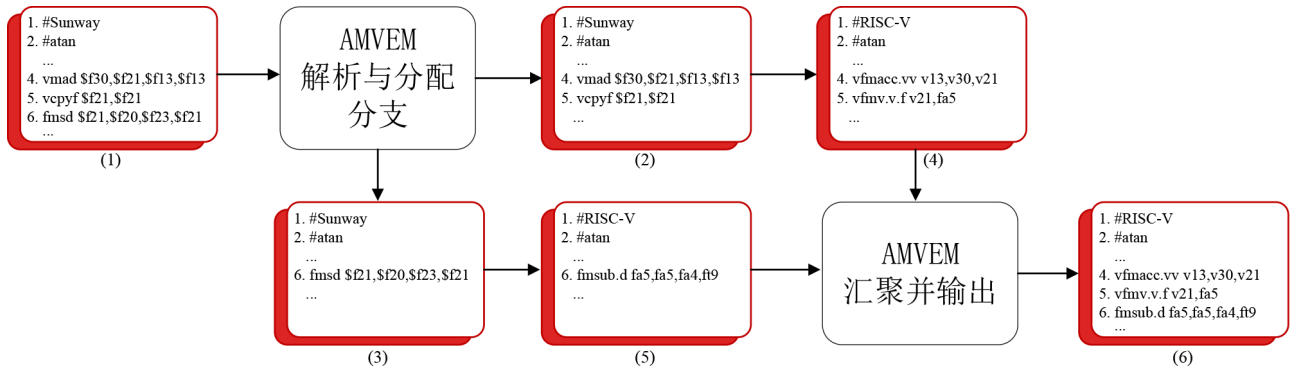 1. #Sunway
2. #atan
...
4. vmad $f30,$f21,$f13,$f13
5. vcpyf $f21,$f21
6. fmsd $f21,$f20,$f23,$f21
...
(1)
AMVEM
解析与分配
分支
1. #Sunway
2. #atan
...
4. vmad $f30,$f21,$f13,$f13
5. vcpyf $f21,$f21
...
(2)
1. #RISC-V
2. #atan
...
4. vfmacc.vv v13,v30,v21
5. vfmv.v.f v21,fa5
...
(4)
1. #Sunway
2. #atan
...
6. fmsd $f21,$f20,$f23,$f21
...
(3)
1. #RISC-V
2. #atan
...
6. fmsub.d fa5,fa5,fa4,ft9
...
(5)
AMVEM
汇聚并输出
1. #RISC-V
2. #atan
...
4. vfmacc.vv v13,v30,v21
5. vfmv.v.f v21,fa5
6. fmsub.d fa5,fa5,fa4,ft9
...
(6)